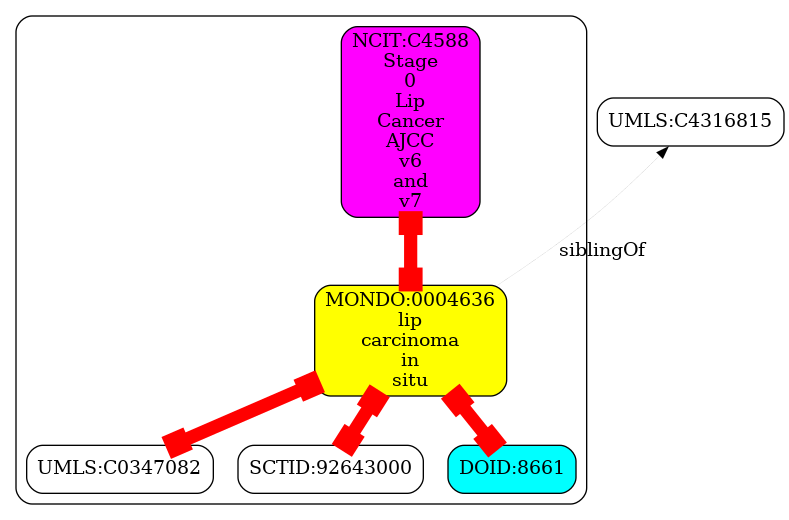 NCIT:C4588
Stage
0
Lip
Cancer
AJCC
v6
and
v7
UMLS:C4316815
siblingOf
MONDO:0004636
lip
carcinoma
in
situ
UMLS:C0347082
SCTID:92643000
DOID:8661